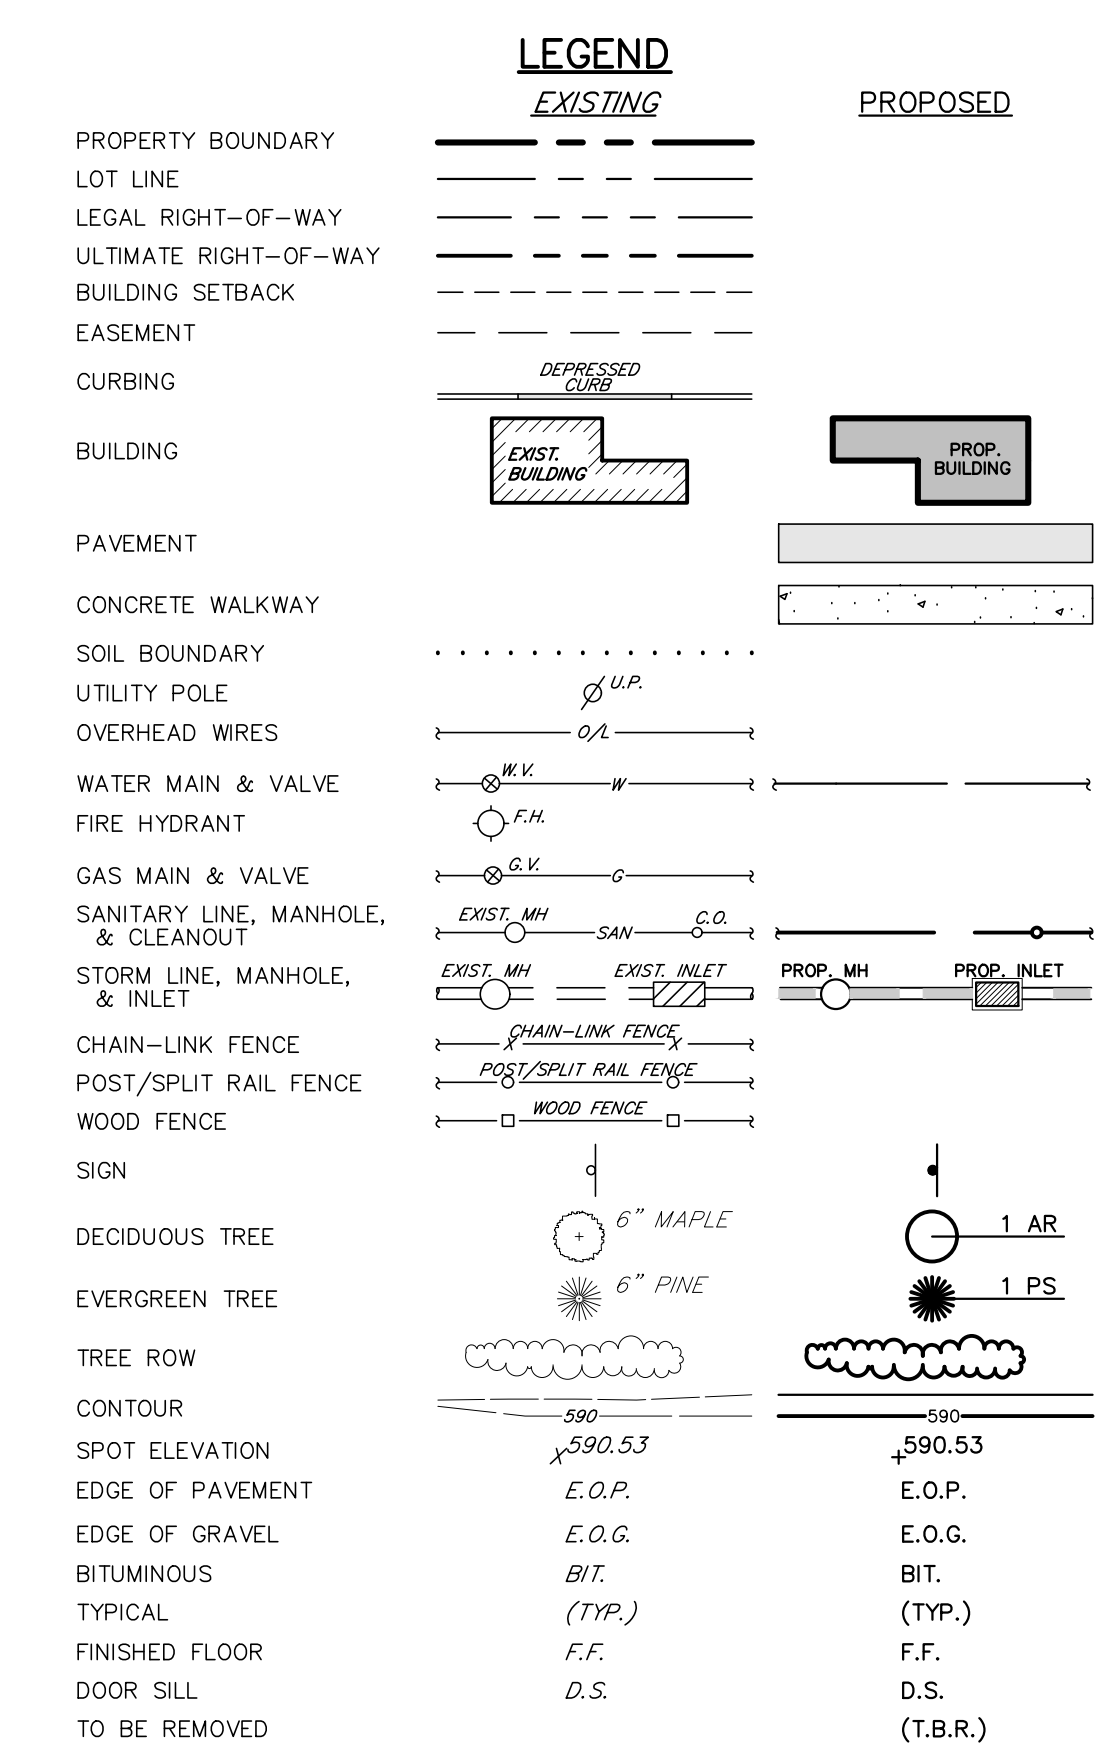 LEGEND
EXISTING PROPOSED
PROPERTY BOUNDARY
LOT LINE
LEGAL RIGHT-OF-WAY
ULTIMATE RIGHT-OF-WAY
BUILDING SETBACK
EASEMENT
CURBING
DEPRESSED
CURB
BUILDING
EXIST.
BUILDING
PROP.
BUILDING
PAVEMENT
CONCRETE WALKWAY
SOIL BOUNDARY
UTILITY POLE U.P.
OVERHEAD WIRES O/L
WATER MAIN & VALVE W.V. W
FIRE HYDRANT F.H.
GAS MAIN & VALVE G.V. G
SANITARY LINE, MANHOLE,
& CLEANOUT
EXIST. MH SAN C.O.
STORM LINE, MANHOLE,
& INLET
EXIST. MH EXIST. INLET PROP. MH PROP. INLET
CHAIN-LINK FENCE CHAIN-LINK FENCE
X X
POST/SPLIT RAIL FENCE POST/SPLIT RAIL FENCE
WOOD FENCE WOOD FENCE
SIGN
DECIDUOUS TREE 6” MAPLE 1 AR
EVERGREEN TREE 6” PINE 1 PS
TREE ROW
CONTOUR 590 590
SPOT ELEVATION X590.53 +590.53
EDGE OF PAVEMENT E.O.P. E.O.P.
EDGE OF GRAVEL E.O.G. E.O.G.
BITUMINOUS BIT. BIT.
TYPICAL (TYP.) (TYP.)
FINISHED FLOOR F.F. F.F.
DOOR SILL D.S. D.S.
TO BE REMOVED (T.B.R.)